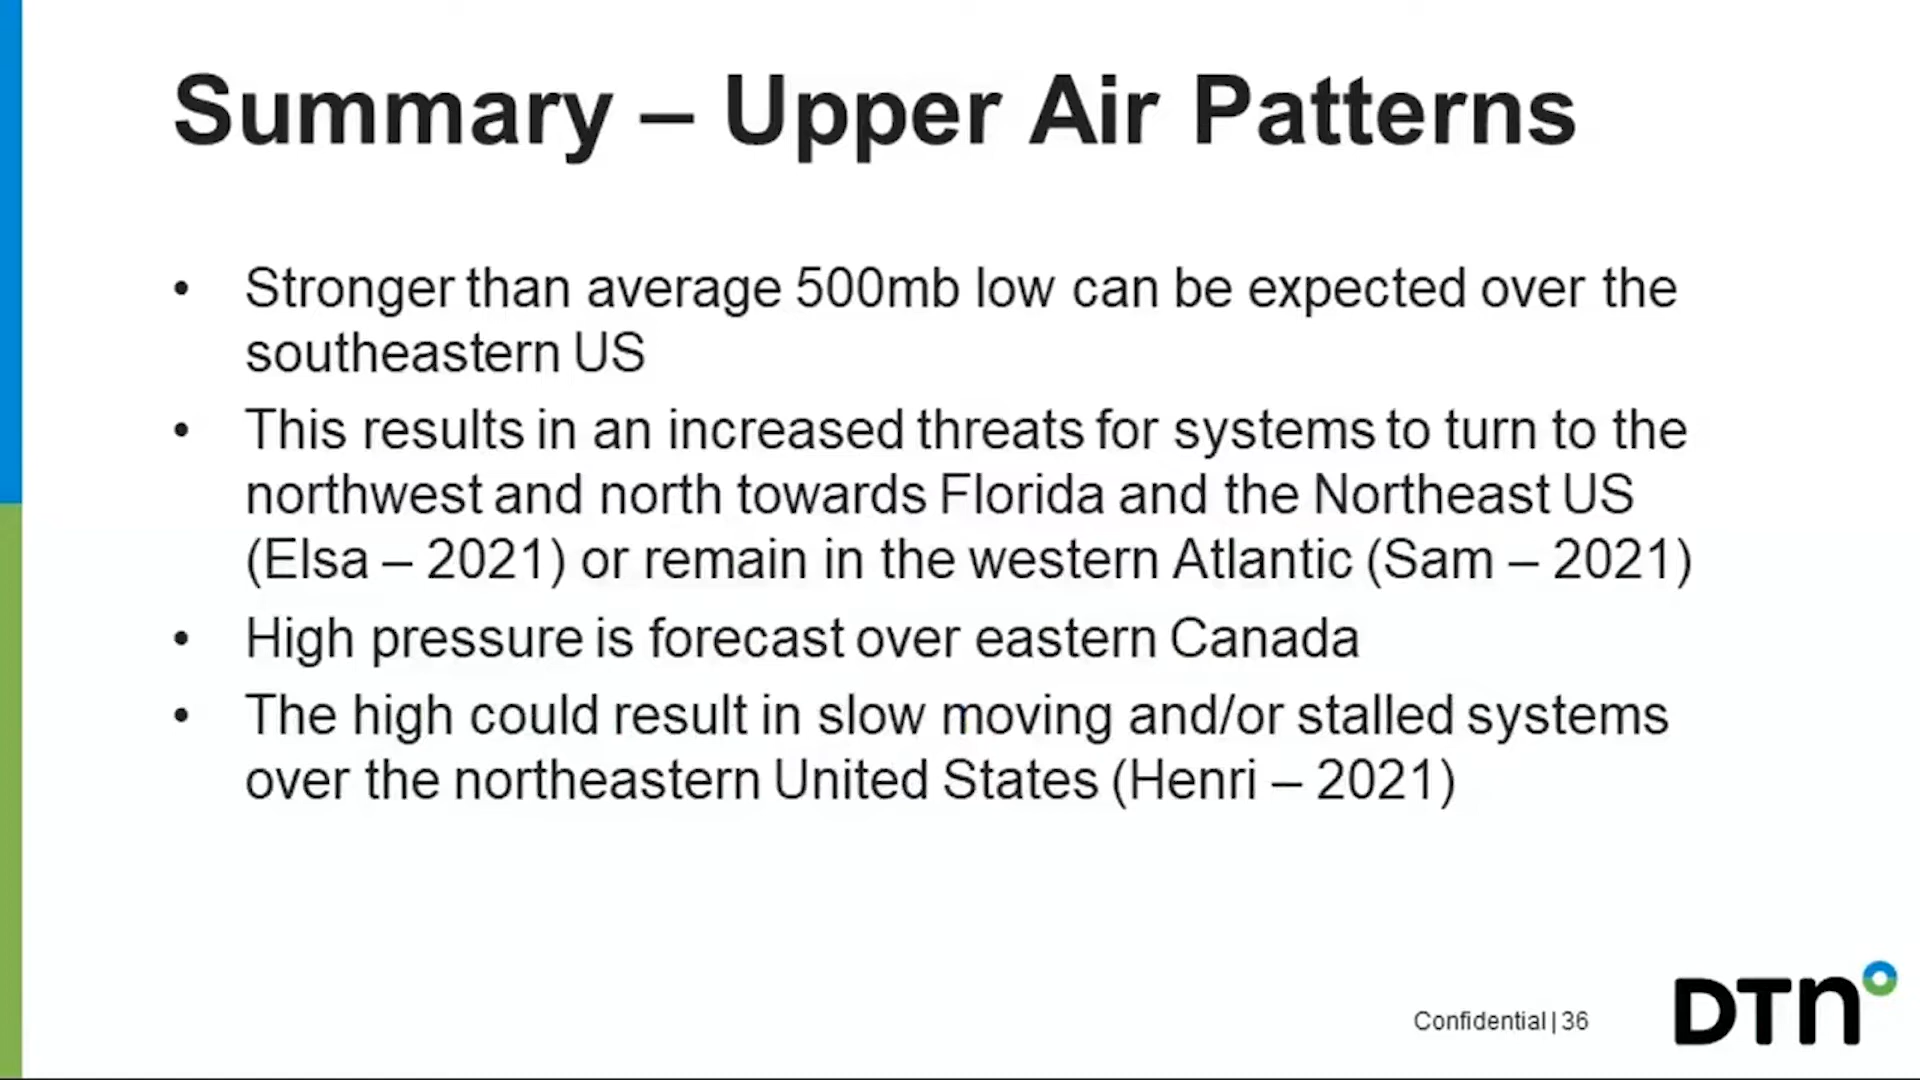 Summary – Upper Air Patterns
• Stronger than average 500mb low can be expected over the
southeastern US
• This results in an increased threats for systems to turn to the
northwest and north towards Florida and the Northeast US
(Elsa – 2021) or remain in the western Atlantic (Sam – 2021)
• High pressure is forecast over eastern Canada
• The high could result in slow moving and/or stalled systems
over the northeastern United States (Henri – 2021)
Confidential | 36
DTN